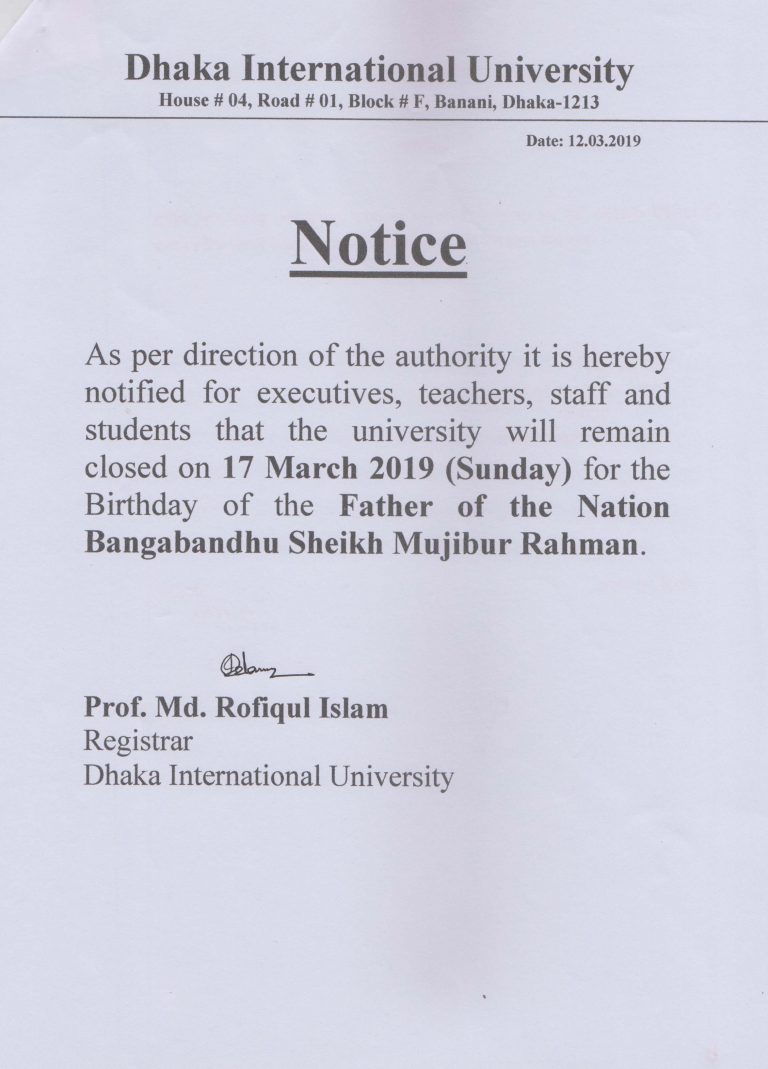 Dhaka International University
House # 04, Road # 01, Block # F, Banani, Dhaka-1213
Date: 12.03.2019
Notice
As per direction of the authority it is hereby
notified for executives, teachers, staff and
students that the university will remain
closed on 17 March 2019 (Sunday) for the
Birthday of the Father of the Nation
Bangabandhu Sheikh Mujibur Rahman.
Prof. Md. Rofiqul Islam
Registrar
Dhaka International University